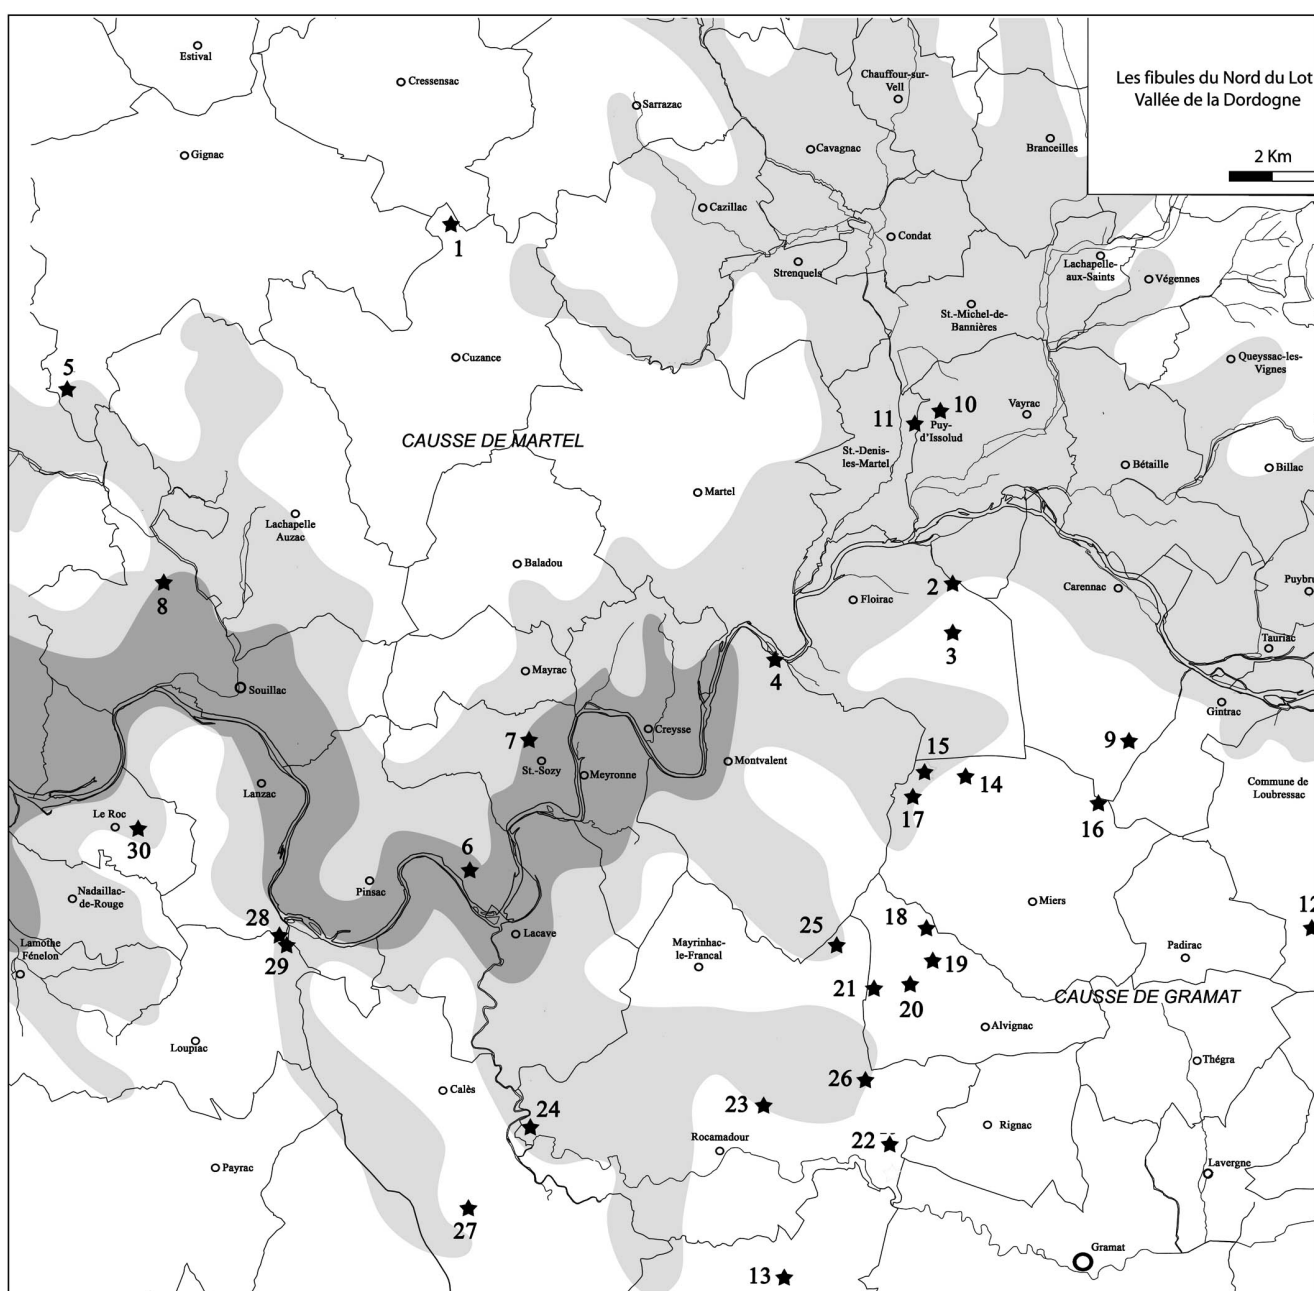 Estival
Cressensac
Sarrazac
Chauffour-sur-
Vell
Les fibules du Nord du Lot
Vallée de la Dordogne
2 Km
Gignac
Cavagnac
Branceilles
Cazillac
1
Condat
Strenquels
Lachapelle-
aux-Saints
Végennes
St.-Michel-de-
Bannières
Cuzance
Queyssac-les-
Vignes
5
10
11
Puy-
d'Issolud
Vayrac
CAUSSE DE MARTEL
St.-Denis-
les-Martel
Bétaille
Billac
Martel
Lachapelle
Auzac
Baladou
8
2
Floirac
Carennac
Puybr
3
Tauriac
4
Mayrac
Souillac
Gintrac
Creysse
7
9
St.-Sozy
Meyronne
Montvalent
15
14
Lanzac
17
16
Commune de
Loubressac
Le Roc
30
6
Pinsac
Nadaillac-
de-Rouge
Miers
12
28
29
Lacave
25
18
Lamothe
Fénelon
Mayrinhac-
le-Francal
Padirac
19
21
20
CAUSSE DE GRAMAT
Alvignac
Loupiac
Thégra
26
Calès
24
23
Rignac
22
Rocamadour
Payrac
Lavergne
27
Gramat
13